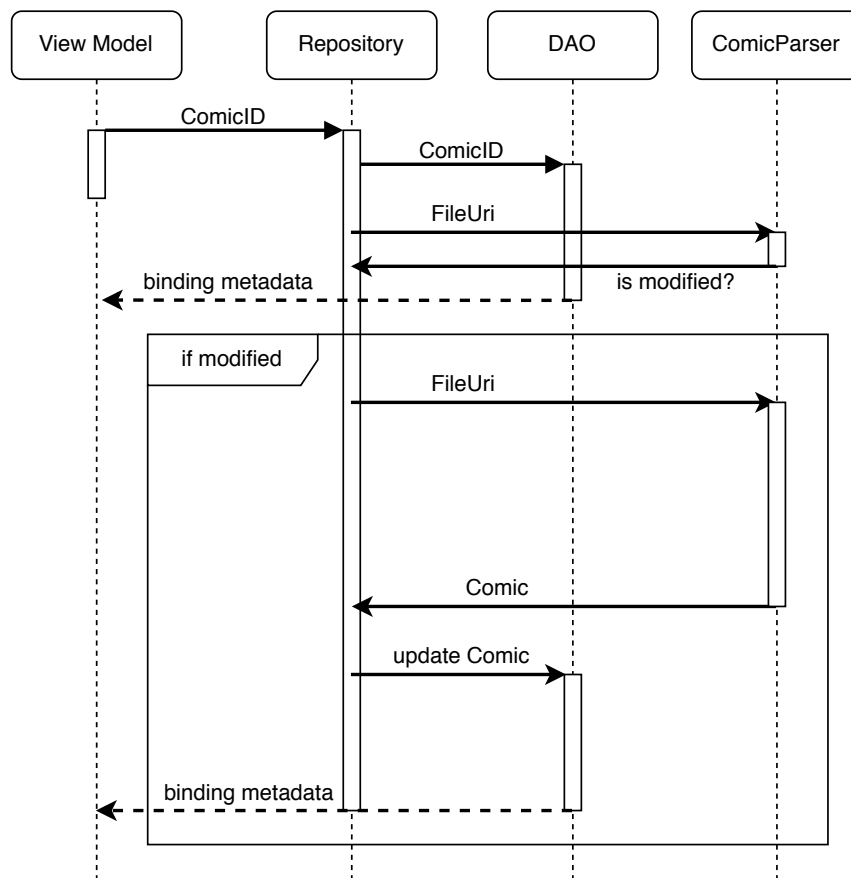 View Model
Repository
DAO
ComicParser
ComicID
ComicID
FileUri
is modified?
binding metadata
if modified
FileUri
Comic
update Comic
binding metadata